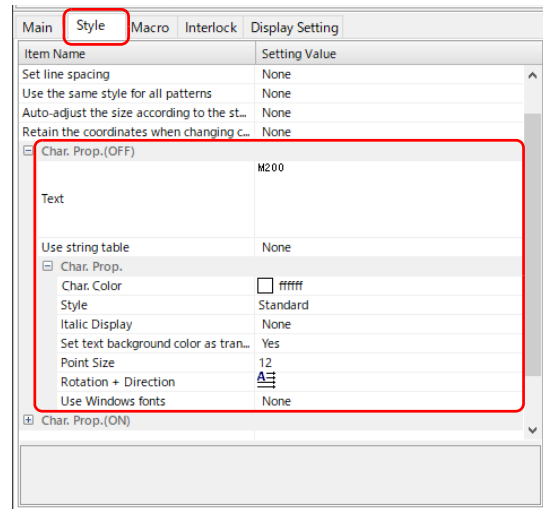 Main Style Macro Interlock Display Setting
Item Name Setting Value
Set line spacing None
Use the same style for all patterns None
Auto-adjust the size according to the st... None
Retain the coordinates when changing c... None
Char. Prop.(OFF)
M200
Text
Use string table None
Char. Prop.
Char. Color ffffff
Style Standard
Italic Display None
Set text background color as tran... Yes
Point Size 12
Rotation + Direction A
Use Windows fonts None
Char. Prop.(ON)